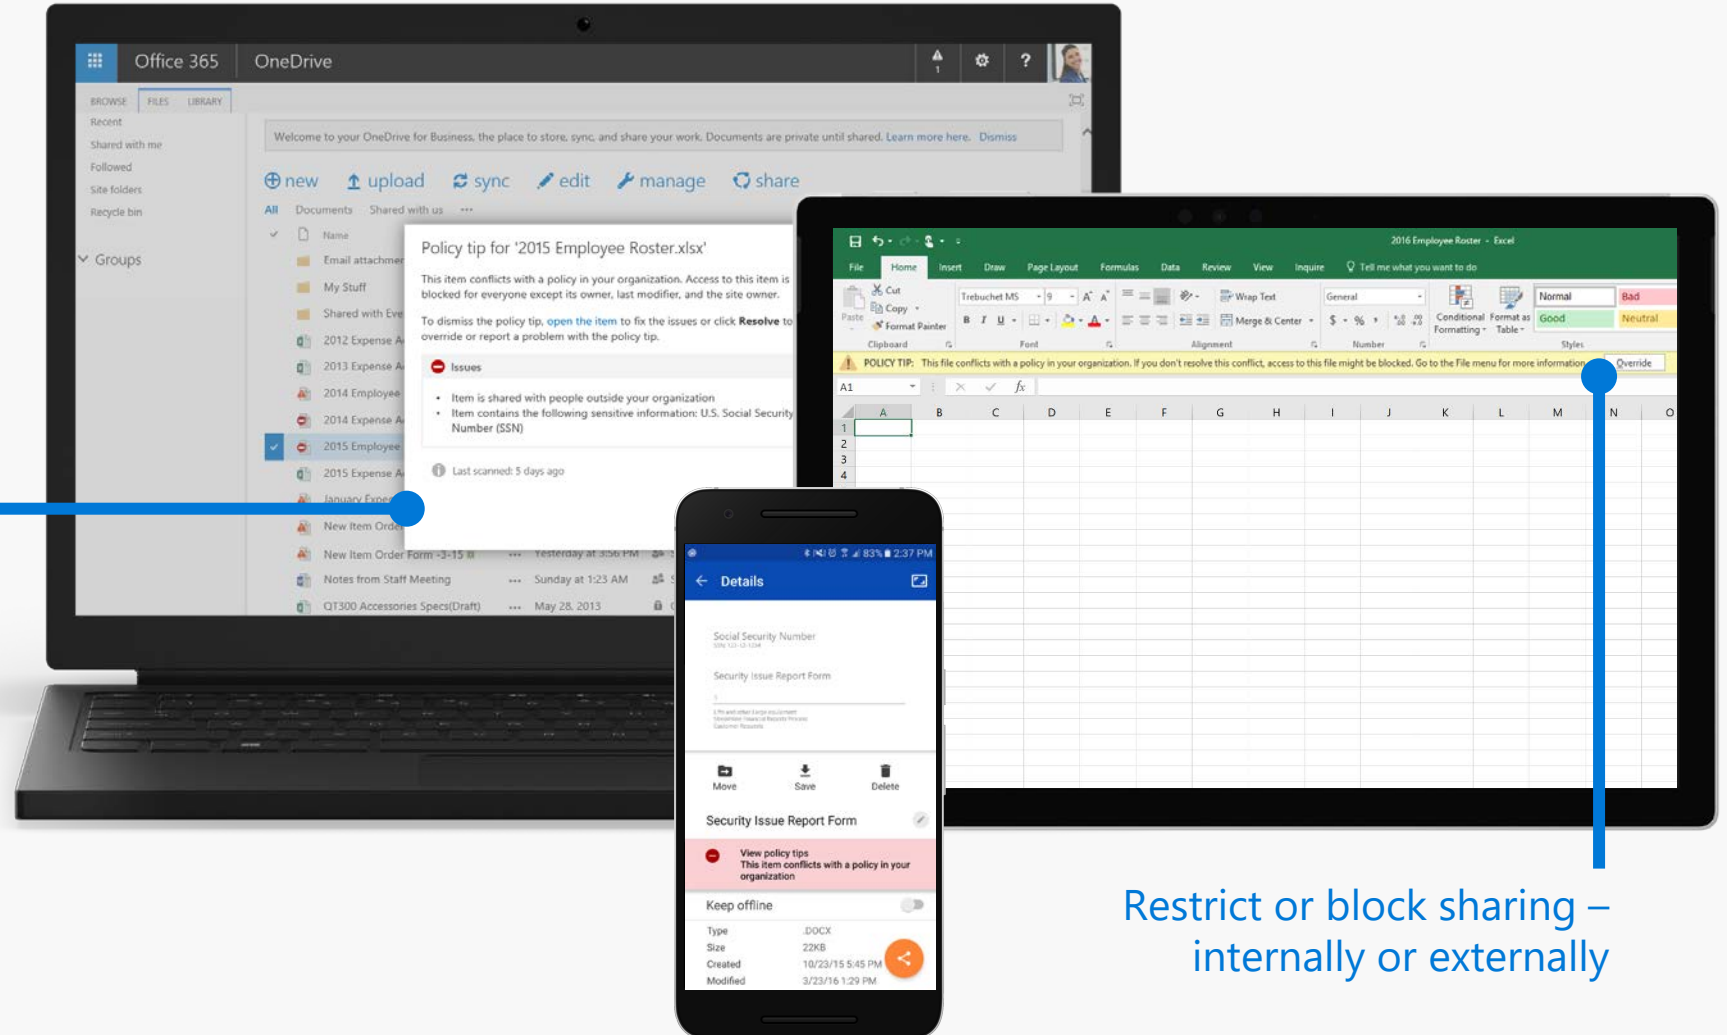 Office 365
OneDrive
1
?
BROWSE FILES LIBRARY
Recent
Shared with me
Followed
Site folders
Recycle bin
Groups
Welcome to your OneDrive for Business, the place to store, sync, and share your work. Documents are private until shared. Learn more here. Dismiss
new upload sync edit manage share
All Documents Shared with us ...
Name
Email attachmen
My Stuff
Shared with Eve
2012 Expense A
2013 Expense A
2014 Employee
2014 Expense A
2015 Employee
2015 Expense A
January Expe
New Item Order
New Item Order Form -3-15 ... Yesterday at 3:56 PM
Notes from Staff Meeting ... Sunday at 1:23 AM
QT300 Accessories Specs(Draft) ... May 28, 2013
Policy tip for '2015 Employee Roster.xlsx'
This item conflicts with a policy in your organization. Access to this item is
blocked for everyone except its owner, last modifier, and the site owner.
To dismiss the policy tip, open the item to fix the issues or click Resolve to
override or report a problem with the policy tip.
Issues
• Item is shared with people outside your organization
• Item contains the following sensitive information: U.S. Social Security
Number (SSN)
Last scanned: 5 days ago
2016 Employee Roster - Excel
File Home Insert Draw Page Layout Formulas Data Review View Inquire Tell me what you want to do
Paste
Cut
Copy
Format Painter
Clipboard
Trebuchet MS 9 A A
B I U A
Font
Wrap Text
Merge & Center
Alignment
General
$ % ,
Number
Conditional Formatting
Format as Table
Normal Bad
Good Neutral
Styles
POLICY TIP: This file conflicts with a policy in your organization. If you don't resolve this conflict, access to this file might be blocked. Go to the File menu for more information. Override
A1 fx
A B C D E F G H I J K L M N O
1
2
3
4
83% 2:37 PM
Details
Social Security Number
Security Issue Report Form
Move Save Delete
Security Issue Report Form
View policy tips
This item conflicts with a policy in your
organization
Keep offline
Type .DOCX
Size 22KB
Created 10/23/15 5:45 PM
Modified 3/23/16 1:29 PM
Restrict or block sharing –
internally or externally